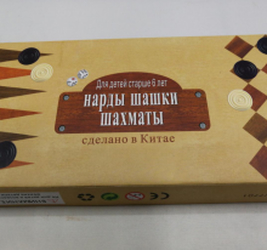 Для детей старше 6 лет
нарды шашки
шахматы
сделано в Китае